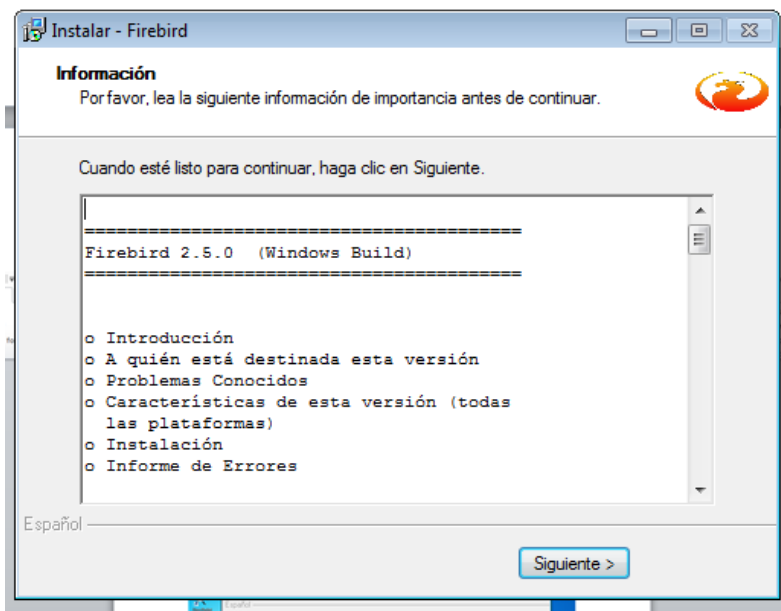 Instalar - Firebird
Información
Por favor, lea la siguiente información de importancia antes de continuar.
Cuando esté listo para continuar, haga clic en Siguiente.
=========================================
Firebird 2.5.0  (Windows Build)
=========================================
o Introducción
o A quién está destinada esta versión
o Problemas Conocidos
o Características de esta versión (todas
las plataformas)
o Instalación
o Informe de Errores
Español
Siguiente >
Español